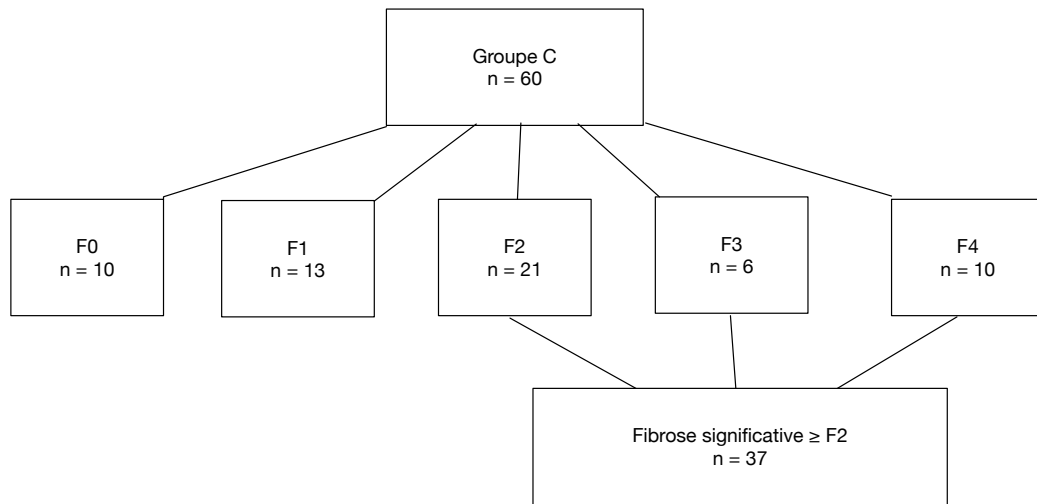 Groupe C
n = 60
F0
n = 10
F1
n = 13
F2
n = 21
F3
n = 6
F4
n = 10
Fibrose significative ≥ F2
n = 37